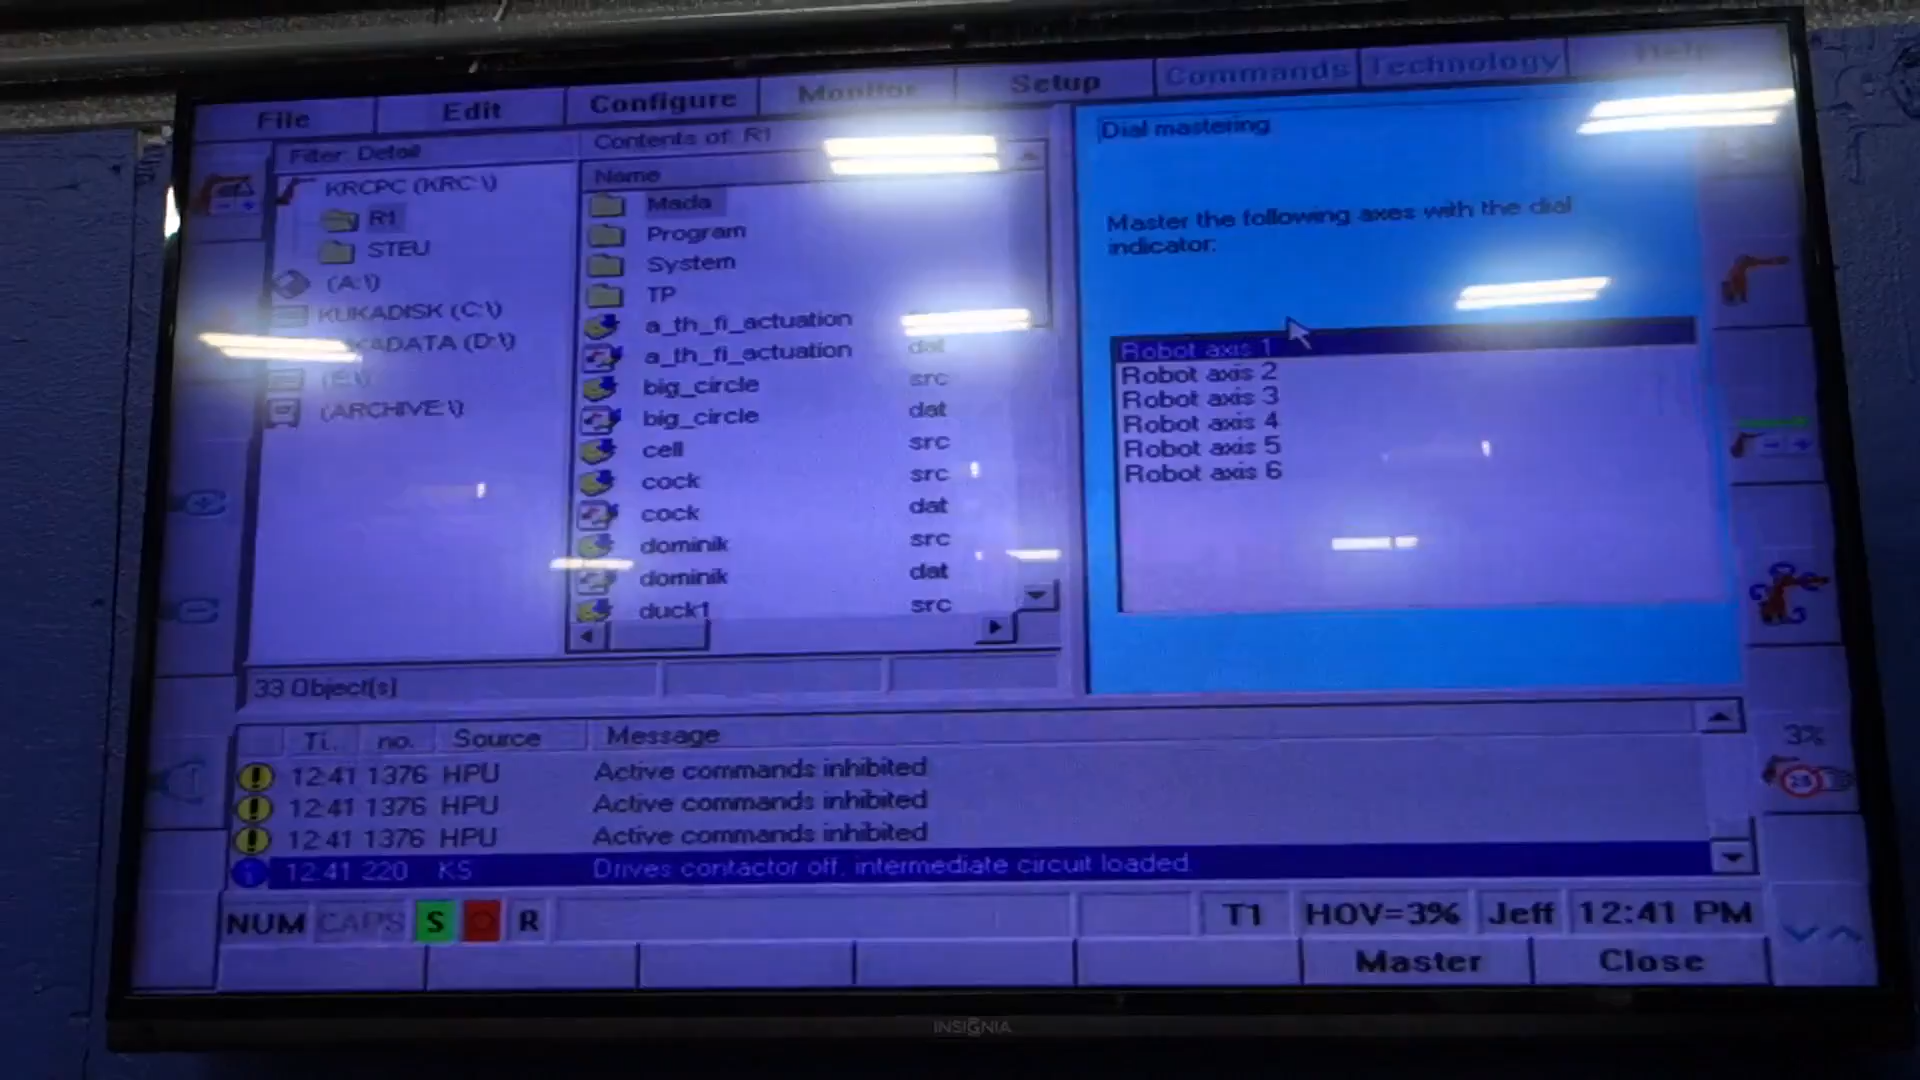 File Edit Configure Monitor Setup Commands Technology Help
Filter: Detail
KRCPC (KRC:\)
R1
STEU
(A:\)
KUKADISK (C:\)
KADATA (D:\)
(E:\)
(ARCHIVE:\)
Contents of: R1
Name
Mada
Program
System
TP
a_th_fi_actuation
a_th_fi_actuation dat
big_circle src
big_circle dat
cell src
cock src
cock dat
dominik src
dominik dat
duck1 src
33 Object(s)
Dial mastering
Master the following axes with the dial
indicator:
Robot axis 1
Robot axis 2
Robot axis 3
Robot axis 4
Robot axis 5
Robot axis 6
Ti.. no. Source Message
12:41 1376 HPU Active commands inhibited
12:41 1376 HPU Active commands inhibited
12:41 1376 HPU Active commands inhibited
12:41 220 KS Drives contactor off, intermediate circuit loaded.
3%
NUM CAPS S O R T1 HOV=3% Jeff 12:41 PM
Master Close
INSIGNIA